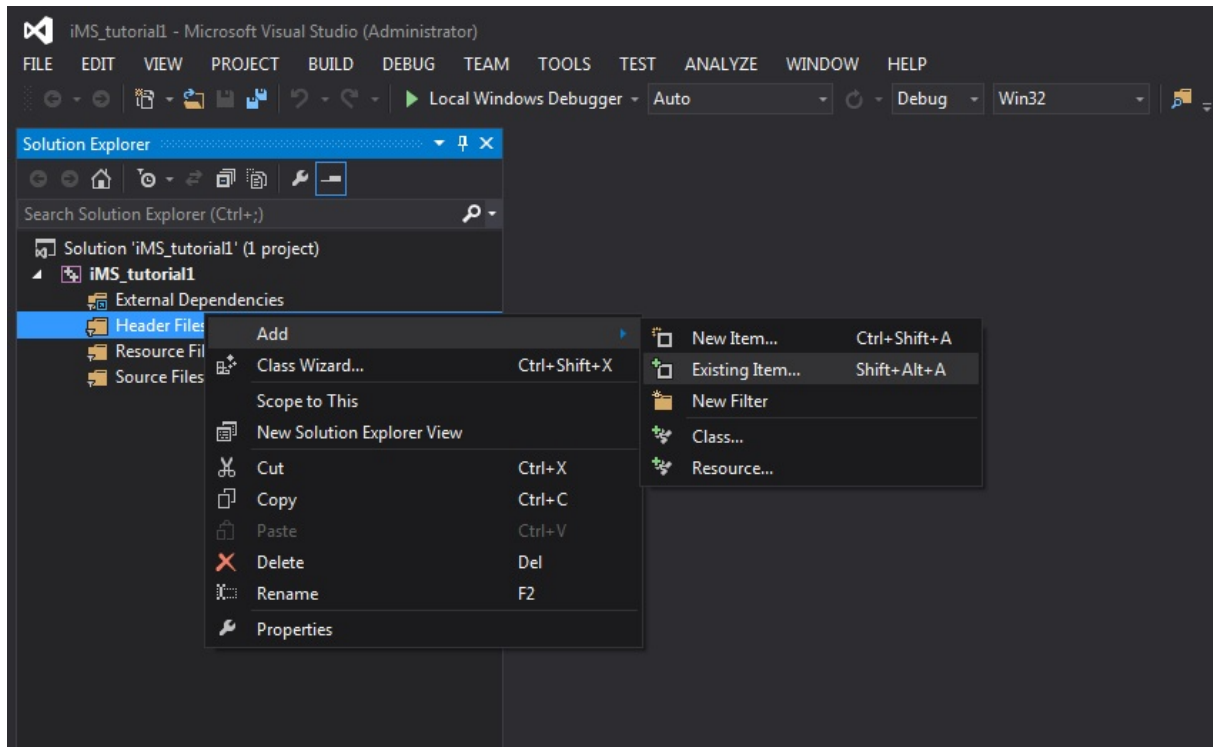 iMS_tutorial1 - Microsoft Visual Studio (Administrator)
FILE EDIT VIEW PROJECT BUILD DEBUG TEAM TOOLS TEST ANALYZE WINDOW HELP
Local Windows Debugger Auto Debug Win32
Solution Explorer
Search Solution Explorer (Ctrl+;)
Solution 'iMS_tutorial1' (1 project)
iMS_tutorial1
External Dependencies
Header Files
Resource Fil
Source Files
Add
Class Wizard... Ctrl+Shift+X
Scope to This
New Solution Explorer View
Cut Ctrl+X
Copy Ctrl+C
Paste Ctrl+V
Delete Del
Rename F2
Properties
New Item... Ctrl+Shift+A
Existing Item... Shift+Alt+A
New Filter
Class...
Resource...